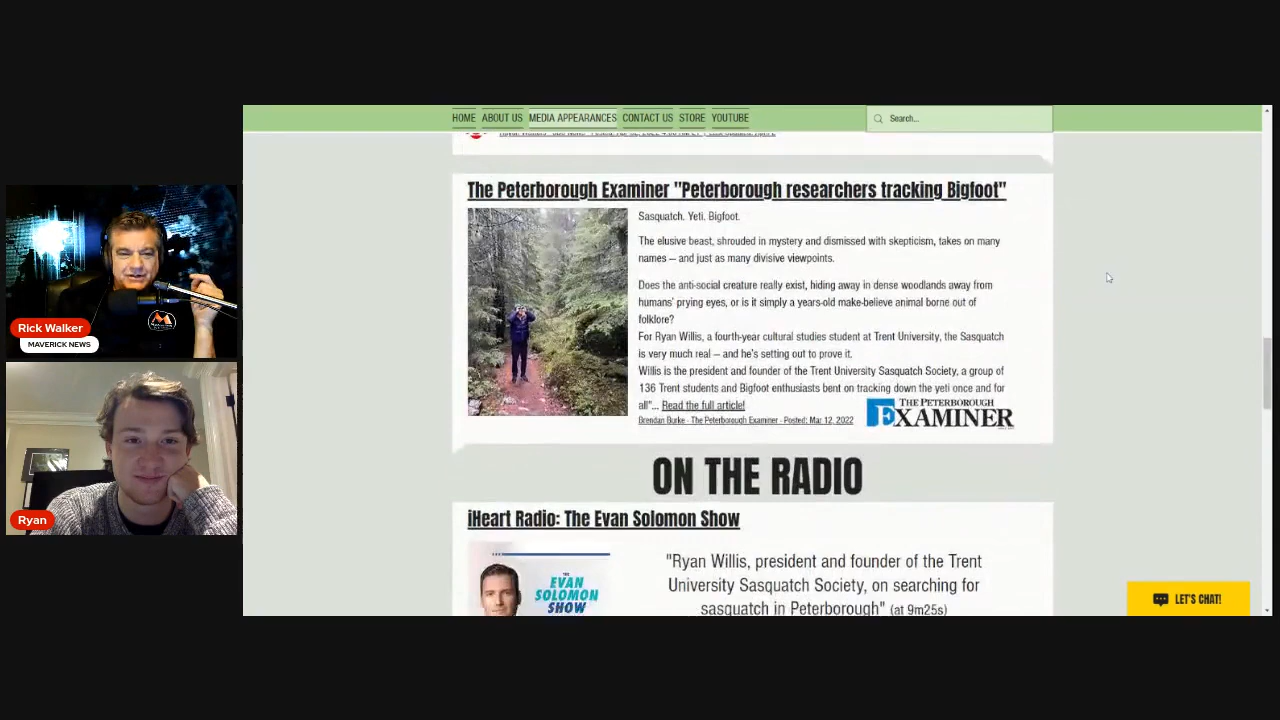 HOME ABOUT US MEDIA APPEARANCES CONTACT US STORE YOUTUBE
Search...
The Peterborough Examiner "Peterborough researchers tracking Bigfoot"
Sasquatch. Yeti. Bigfoot.
The elusive beast, shrouded in mystery and dismissed with skepticism, takes on many
names — and just as many divisive viewpoints.
Does the anti-social creature really exist, hiding away in dense woodlands away from
humans' prying eyes, or is it simply a years-old make-believe animal borne out of
folklore?
For Ryan Willis, a fourth-year cultural studies student at Trent University, the Sasquatch
is very much real — and he's setting out to prove it.
Willis is the president and founder of the Trent University Sasquatch Society, a group of
136 Trent students and Bigfoot enthusiasts bent on tracking down the yeti once and for
all"... Read the full article!
Brendan Burke - The Peterborough Examiner - Posted: Mar 12, 2022
THE PETERBOROUGH
EXAMINER
ON THE RADIO
iHeart Radio: The Evan Solomon Show
THE
EVAN
SOLOMON
SHOW
"Ryan Willis, president and founder of the Trent
University Sasquatch Society, on searching for
sasquatch in Peterborough" (at 9m25s)
LET'S CHAT!
Rick Walker
MAVERICK NEWS
Ryan